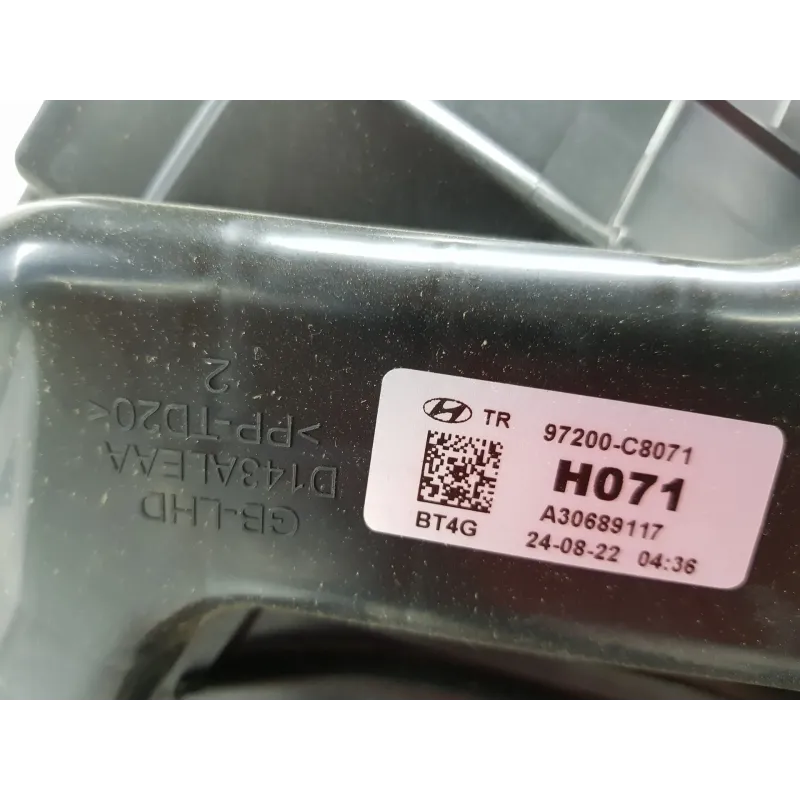 TR 97200-C8071
H071
BT4G A30689117
24-08-22 04:36
GB-LHD
D143ALEAA
>PP-TD20<
2